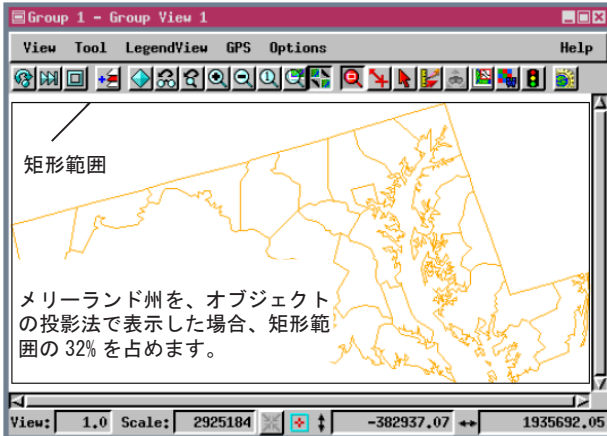 Group 1 - Group View 1
View Tool LegendView GPS Options Help
矩形範囲
メリーランド州を、オブジェクト
の投影法で表示した場合、矩形範
囲の 32% を占めます。
View: 1.0 Scale: 2925184 -382937.07 1935692.05